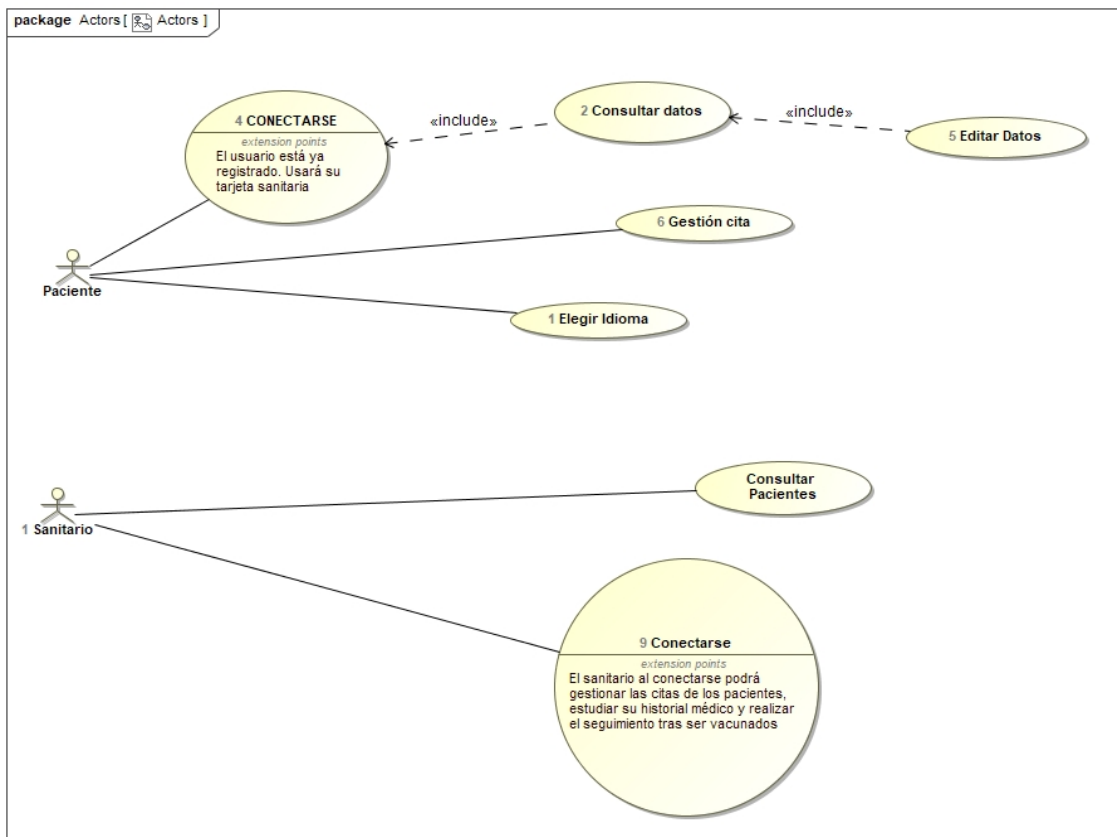 package Actors [ Actors ]
4 CONECTARSE
extension points
El usuario está ya
registrado. Usará su
tarjeta sanitaria
«include»
2 Consultar datos
«include»
5 Editar Datos
6 Gestión cita
Paciente
1 Elegir Idioma
Consultar
Pacientes
1 Sanitario
9 Conectarse
extension points
El sanitario al conectarse podrá
gestionar las citas de los pacientes,
estudiar su historial médico y realizar
el seguimiento tras ser vacunados